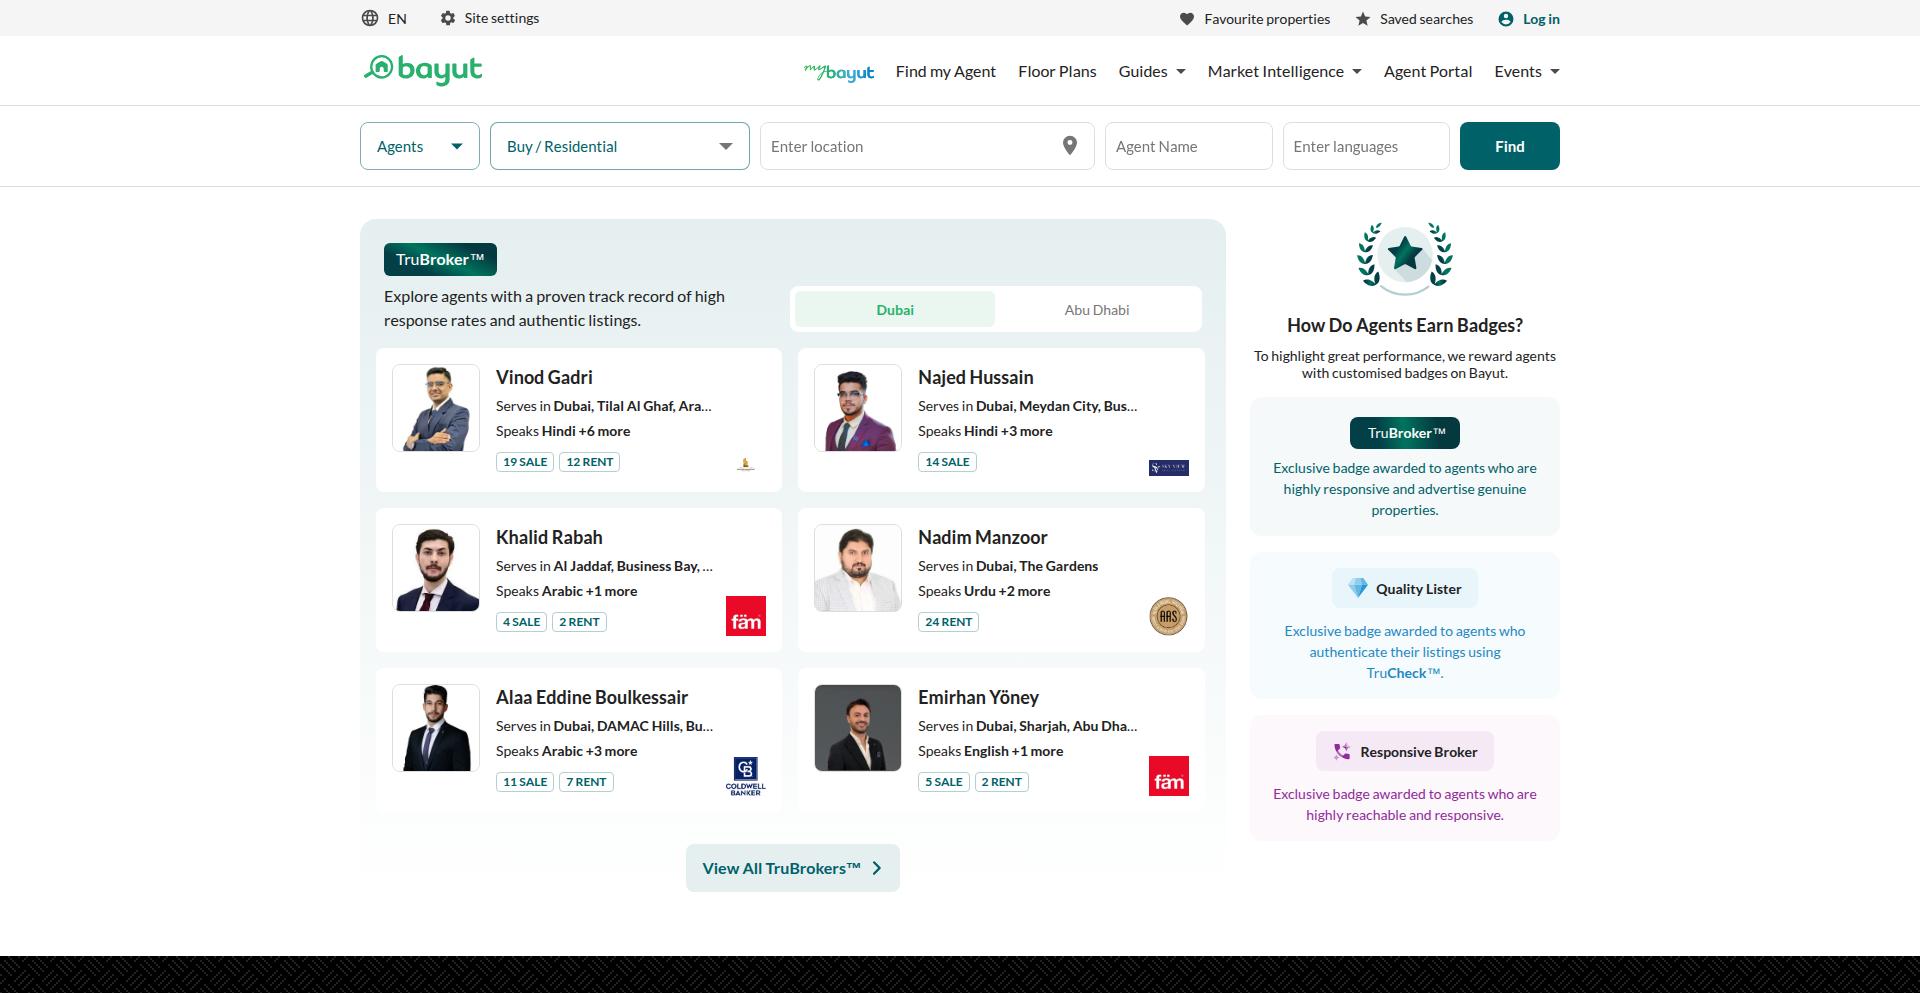 EN
Site settings
Favourite properties
Saved searches
Log in
bayut
mybayut
Find my Agent
Floor Plans
Guides
Market Intelligence
Agent Portal
Events
Agents
Buy / Residential
Enter location
Agent Name
Enter languages
Find
TruBroker™
Explore agents with a proven track record of high
response rates and authentic listings.
Dubai
Abu Dhabi
Vinod Gadri
Serves in Dubai, Tilal Al Ghaf, Ara...
Speaks Hindi +6 more
19 SALE
12 RENT
Najed Hussain
Serves in Dubai, Meydan City, Bus...
Speaks Hindi +3 more
14 SALE
SKY VIEW
Khalid Rabah
Serves in Al Jaddaf, Business Bay, ...
Speaks Arabic +1 more
4 SALE
2 RENT
fäm
Nadim Manzoor
Serves in Dubai, The Gardens
Speaks Urdu +2 more
24 RENT
ARS
Alaa Eddine Boulkessair
Serves in Dubai, DAMAC Hills, Bu...
Speaks Arabic +3 more
11 SALE
7 RENT
CB
COLDWELL
BANKER
Emirhan Yöney
Serves in Dubai, Sharjah, Abu Dha...
Speaks English +1 more
5 SALE
2 RENT
fäm
View All TruBrokers™
How Do Agents Earn Badges?
To highlight great performance, we reward agents
with customised badges on Bayut.
TruBroker™
Exclusive badge awarded to agents who are
highly responsive and advertise genuine
properties.
Quality Lister
Exclusive badge awarded to agents who
authenticate their listings using
TruCheck™.
Responsive Broker
Exclusive badge awarded to agents who are
highly reachable and responsive.